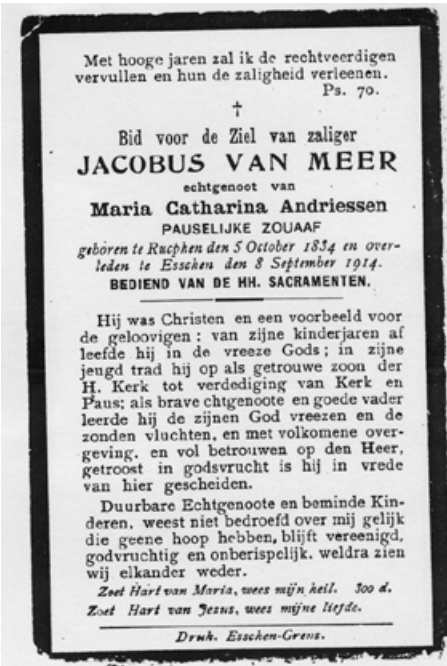 Met hooge jaren zal ik de rechtveerdigen
vervullen en hun de zaligheid verleenen.
Ps. 70.
†
Bid voor de Ziel van zaliger
JACOBUS VAN MEER
echtgenoot van
Maria Catharina Andriessen
PAUSELIJKE ZOUAAF
geboren te Rucphen den 5 October 1834 en over-
leden te Esschen den 8 September 1914.
BEDIEND VAN DE HH. SACRAMENTEN.
Hij was Christen en een voorbeeld voor
de geloovigen: van zijne kinderjaren af
leefde hij in de vreeze Gods; in zijne
jeugd trad hij op als getrouwe zoon der
H. Kerk tot verdediging van Kerk en
Paus; als brave chtgenoote en goede vader
leerde hij de zijnen God vreezen en de
zonden vluchten, en met volkomene over-
geving, en vol betrouwen op den Heer,
getroost in godsvrucht is hij in vrede
van hier gescheiden.
Duurbare Echtgenoote en beminde Kin-
deren, weest niet bedroefd over mij gelijk
die geene hoop hebben, blijft vereenigd,
godvruchtig en onberispelijk, weldra zien
wij elkander weder.
Zoet Hart van Maria, wees mijn heil. 300 d.
Zoet Hart van Jesus, wees mijne liefde.
Druk. Esschen-Grens.